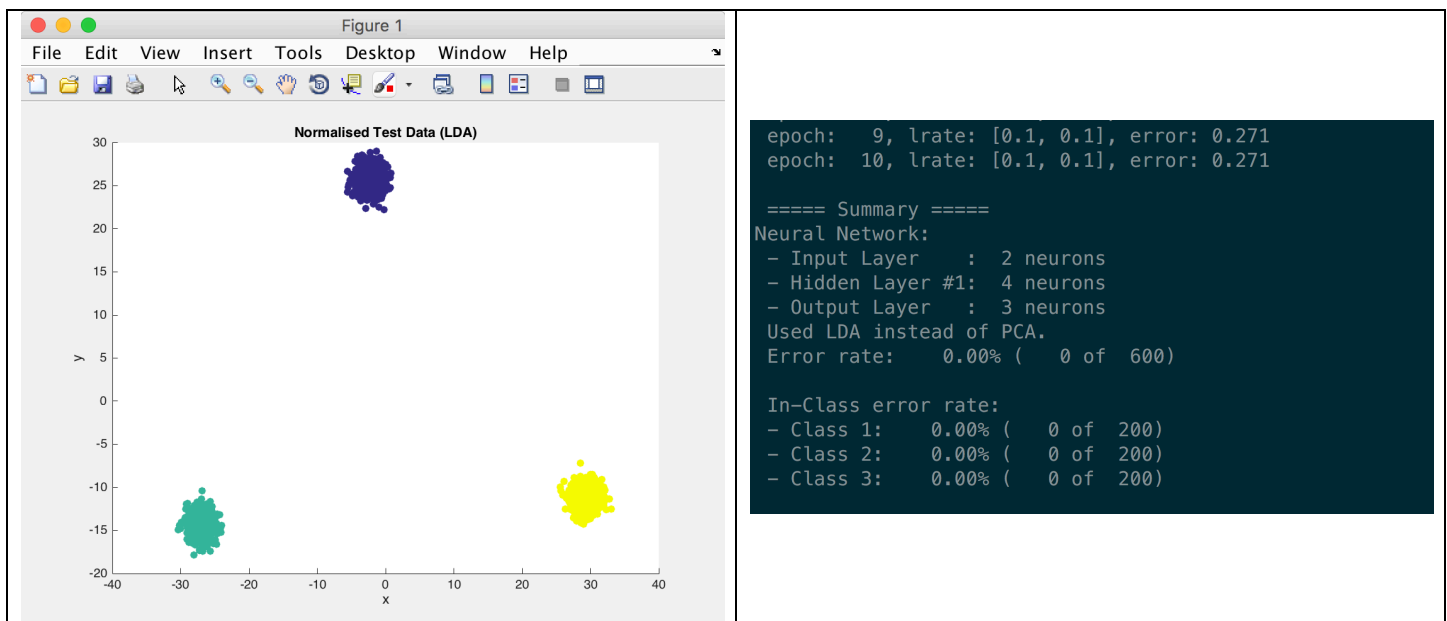 Figure 1
File Edit View Insert Tools Desktop Window Help
Normalised Test Data (LDA)
30
25
20
15
10
5
0
-5
-10
-15
-20
y
-40 -30 -20 -10 0 10 20 30 40
x
epoch:   9, lrate: [0.1, 0.1], error: 0.271
epoch:  10, lrate: [0.1, 0.1], error: 0.271
===== Summary =====
Neural Network:
- Input Layer    :  2 neurons
- Hidden Layer #1:  4 neurons
- Output Layer   :  3 neurons
Used LDA instead of PCA.
Error rate:    0.00% (   0 of  600)
In-Class error rate:
- Class 1:    0.00% (   0 of  200)
- Class 2:    0.00% (   0 of  200)
- Class 3:    0.00% (   0 of  200)